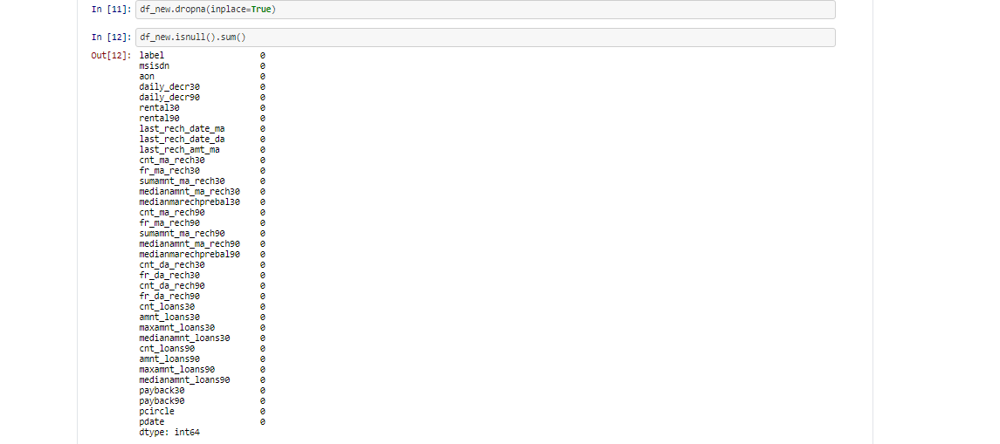 In [11]: df_new.dropna(inplace=True)
In [12]: df_new.isnull().sum()
Out[12]: label 0
msisdn 0
aon 0
daily_decr30 0
daily_decr90 0
rental30 0
rental90 0
last_rech_date_ma 0
last_rech_date_da 0
last_rech_amt_ma 0
cnt_ma_rech30 0
fr_ma_rech30 0
sumamnt_ma_rech30 0
medianamnt_ma_rech30 0
medianmarechprebal30 0
cnt_ma_rech90 0
fr_ma_rech90 0
sumamnt_ma_rech90 0
medianamnt_ma_rech90 0
medianmarechprebal90 0
cnt_da_rech30 0
fr_da_rech30 0
cnt_da_rech90 0
fr_da_rech90 0
cnt_loans30 0
amnt_loans30 0
maxamnt_loans30 0
medianamnt_loans30 0
cnt_loans90 0
amnt_loans90 0
maxamnt_loans90 0
medianamnt_loans90 0
payback30 0
payback90 0
pcircle 0
pdate 0
dtype: int64